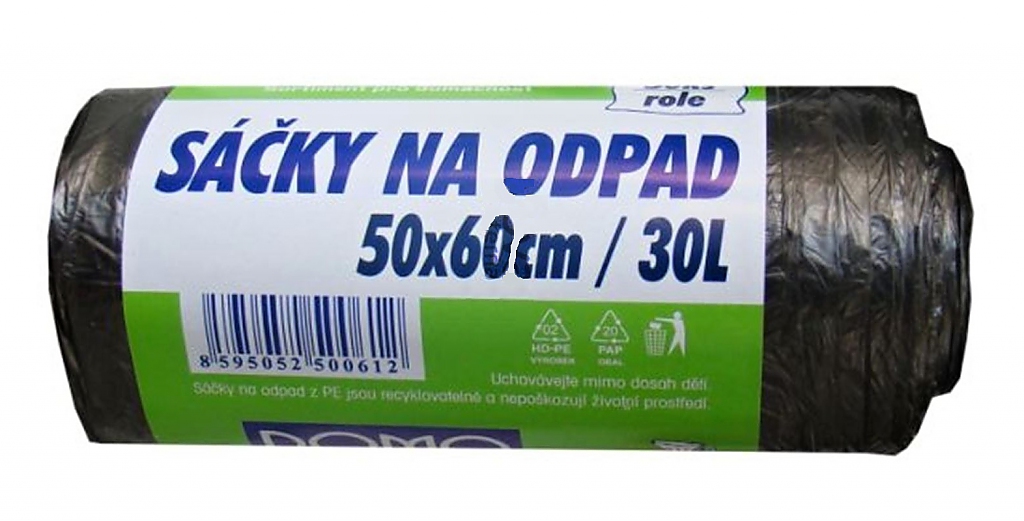 Sortiment pro domácnost
role
SÁČKY NA ODPAD
50x60cm / 30L
8 595052 500612
02
HD-PE
VÝROBEK
20
PAP
OBAL
Uchovávejte mimo dosah dětí.
Sáčky na odpad z PE jsou recyklovatelné a nepoškozují životní prostředí.
DOMO